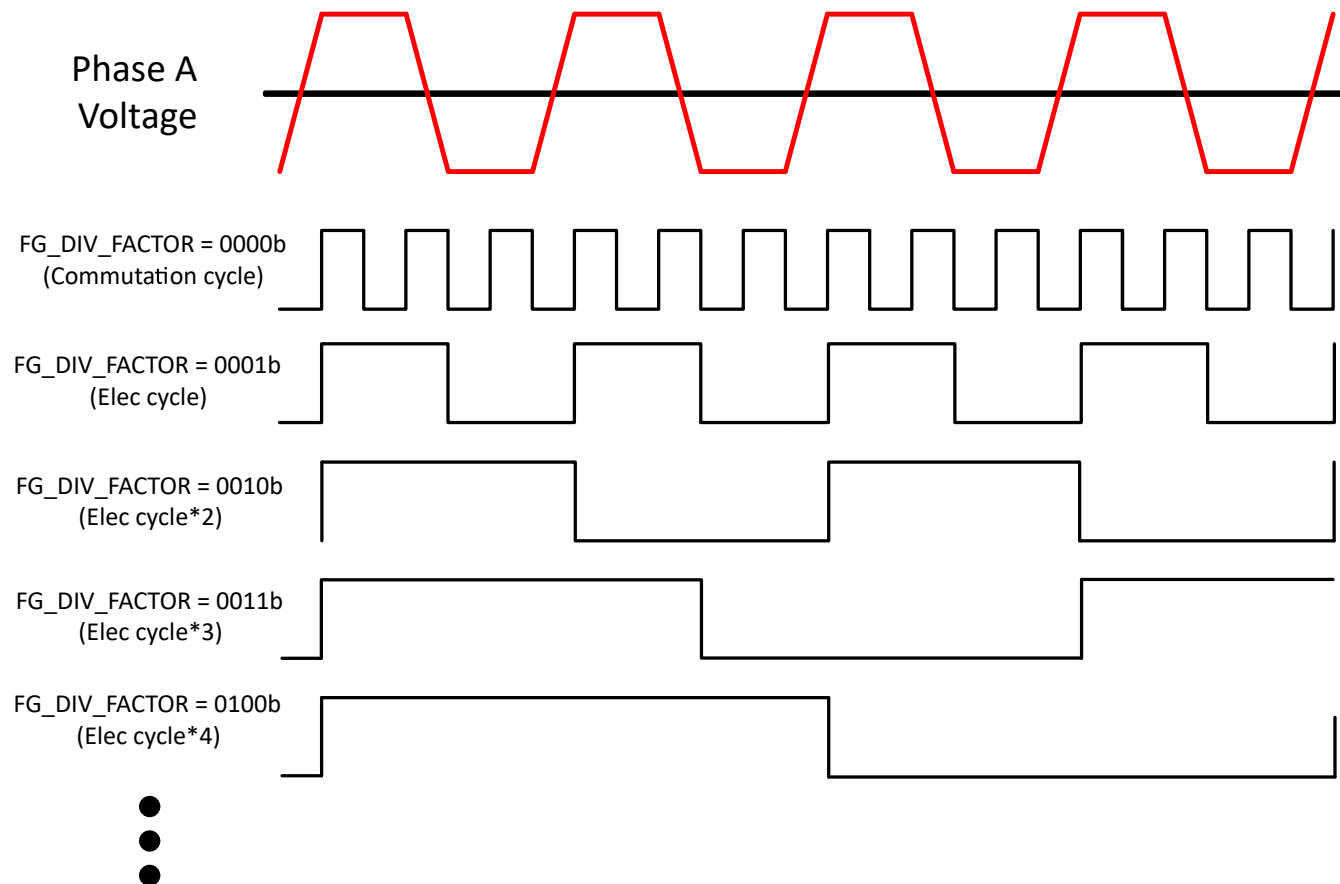 Phase A
Voltage
FG_DIV_FACTOR = 0000b
(Commutation cycle)
FG_DIV_FACTOR = 0001b
(Elec cycle)
FG_DIV_FACTOR = 0010b
(Elec cycle*2)
FG_DIV_FACTOR = 0011b
(Elec cycle*3)
FG_DIV_FACTOR = 0100b
(Elec cycle*4)